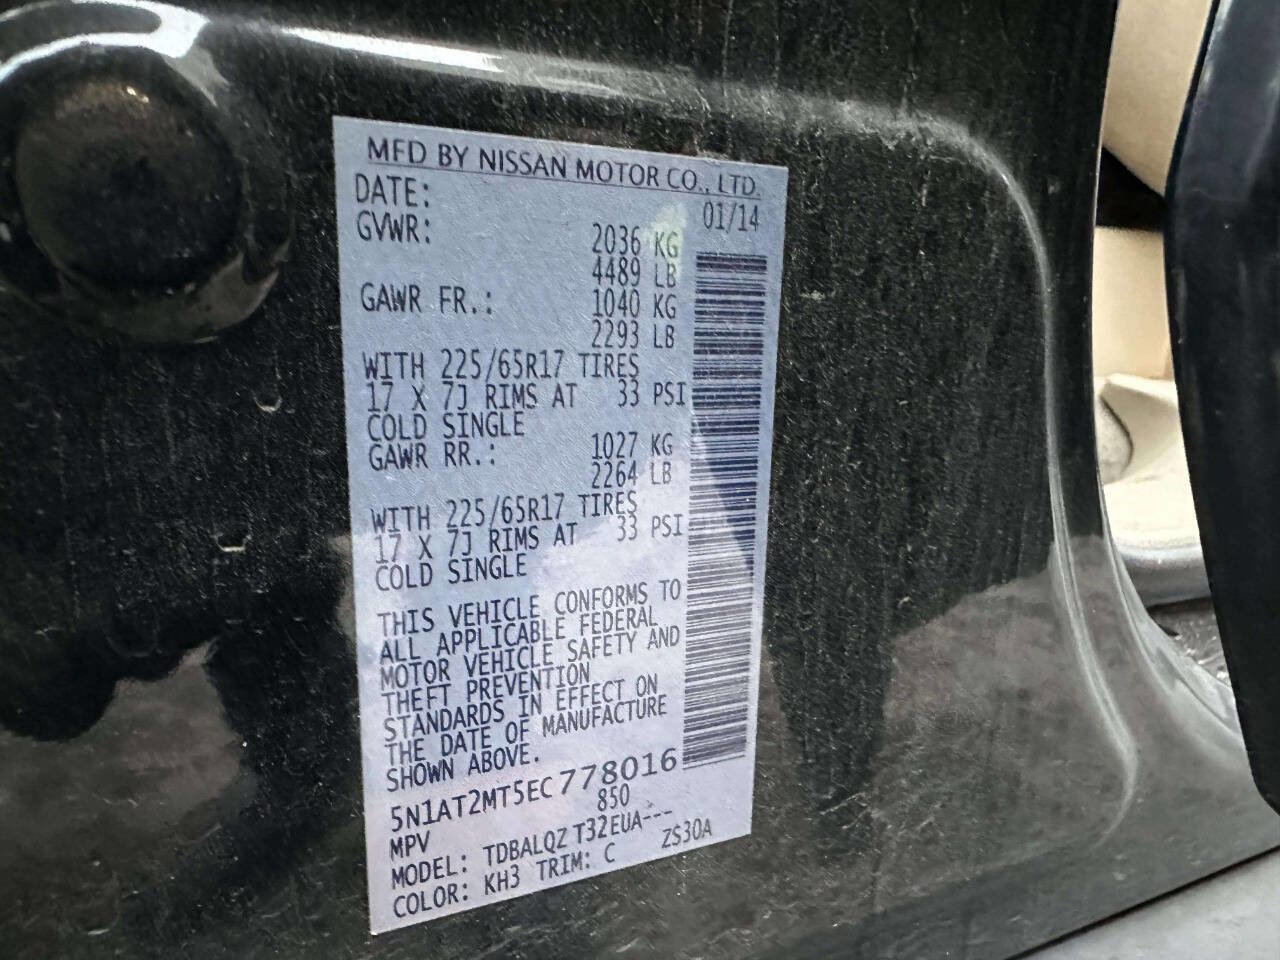 MFD BY NISSAN MOTOR CO., LTD.
DATE: 01/14
GVWR: 2036 KG
4489 LB
GAWR FR.: 1040 KG
2293 LB
WITH 225/65R17 TIRES
17 X 7J RIMS AT 33 PSI
COLD SINGLE
GAWR RR.: 1027 KG
2264 LB
WITH 225/65R17 TIRES
17 X 7J RIMS AT 33 PSI
COLD SINGLE
THIS VEHICLE CONFORMS TO
ALL APPLICABLE FEDERAL
MOTOR VEHICLE SAFETY AND
THEFT PREVENTION
STANDARDS IN EFFECT ON
THE DATE OF MANUFACTURE
SHOWN ABOVE.
5N1AT2MT5EC778016
MPV 850
MODEL: TDBALQZ T32EUA---
COLOR: KH3 TRIM: C ZS30A